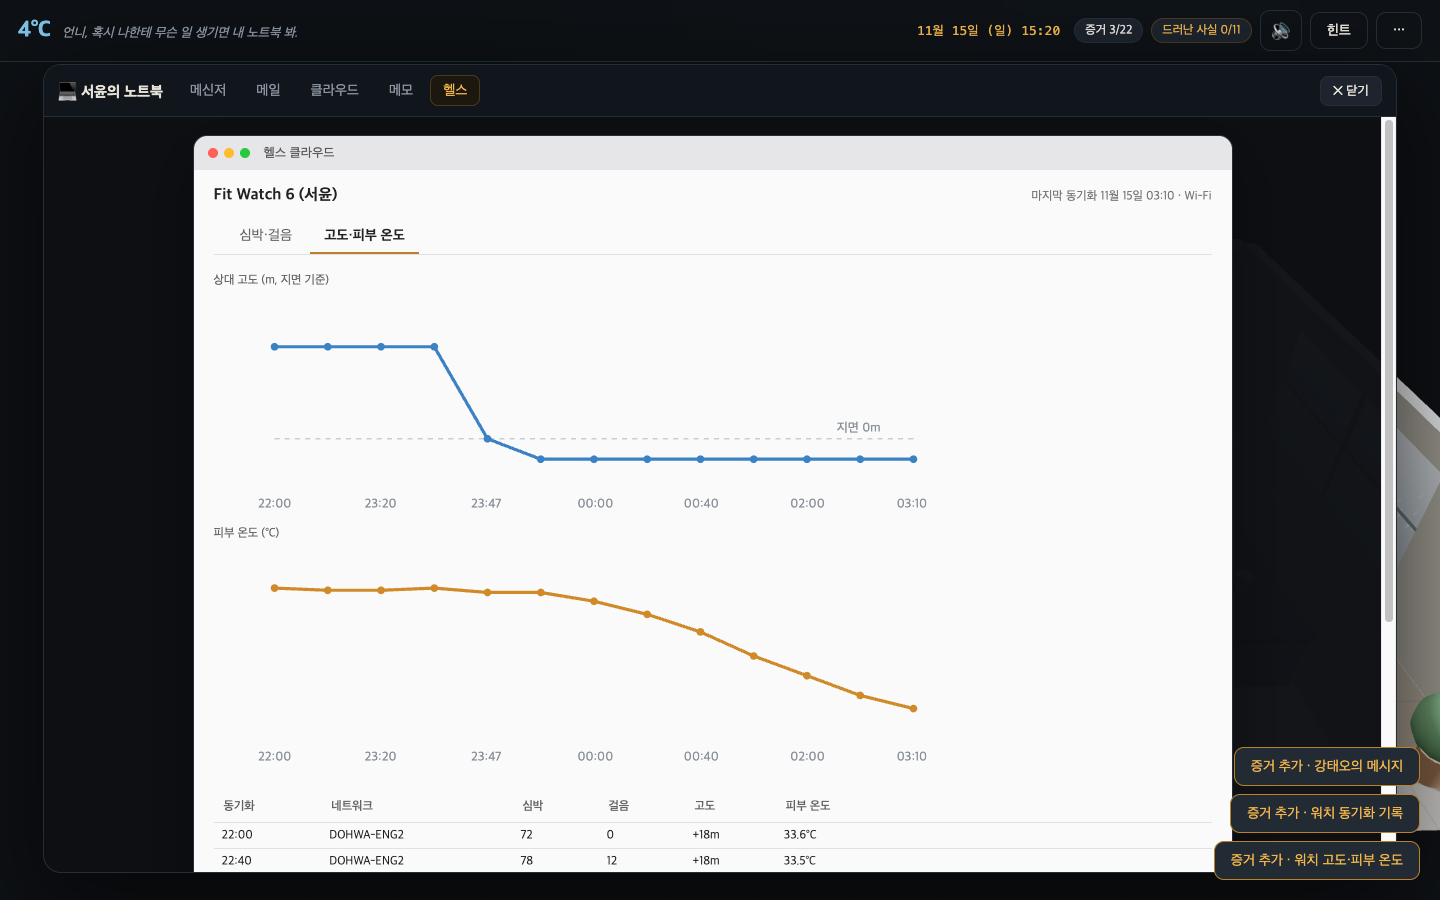 4℃ 언니, 혹시 나한테 무슨 일 생기면 내 노트북 봐. 11월 15일 (일) 15:20 증거 3/22 드러난 사실 0/11 힌트 ···
서윤의 노트북 메신저 메일 클라우드 메모 헬스 ✕ 닫기
헬스 클라우드
Fit Watch 6 (서윤) 마지막 동기화 11월 15일 03:10 · Wi-Fi
심박·걸음 고도·피부 온도
상대 고도 (m, 지면 기준)
지면 0m
22:00 23:20 23:47 00:00 00:40 02:00 03:10
피부 온도 (℃)
22:00 23:20 23:47 00:00 00:40 02:00 03:10
증거 추가 · 강태오의 메시지
동기화 네트워크 심박 걸음 고도 피부 온도
증거 추가 · 워치 동기화 기록
22:00 DOHWA-ENG2 72 0 +18m 33.6℃
22:40 DOHWA-ENG2 78 12 +18m 33.5℃
증거 추가 · 워치 고도·피부 온도